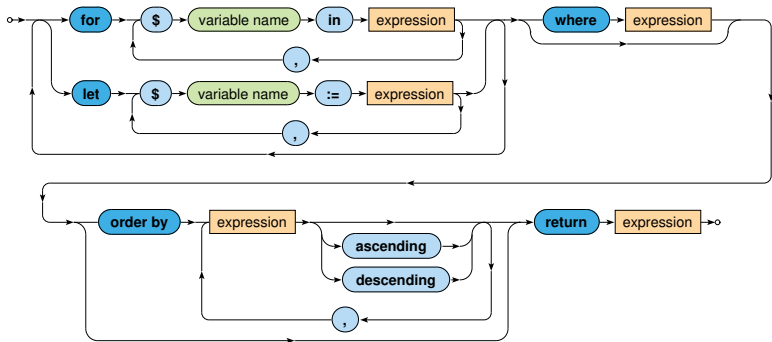 for $ variable name in expression where expression
,
let $ variable name := expression
,
order by expression return expression
ascending
descending
,